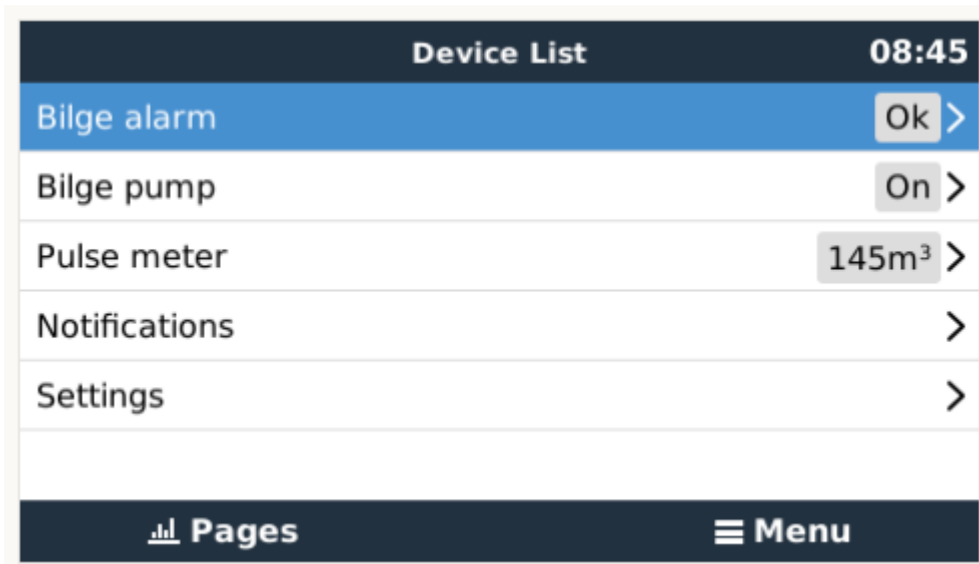 Device List 08:45
Bilge alarm Ok
Bilge pump On
Pulse meter 145m³
Notifications
Settings
Pages Menu